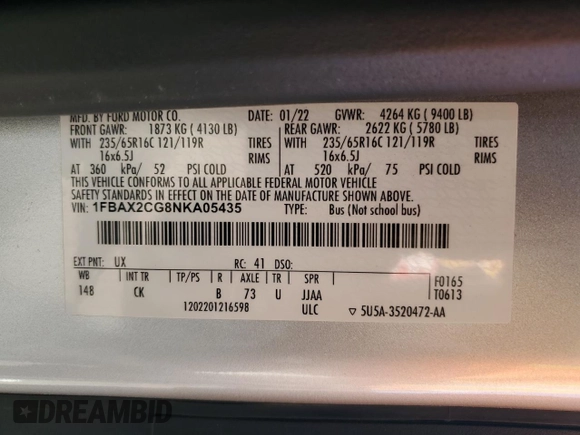 MFD. BY FORD MOTOR CO. DATE: 01/22 GVWR: 4264 KG ( 9400 LB)
FRONT GAWR: 1873 KG ( 4130 LB) REAR GAWR: 2622 KG ( 5780 LB)
WITH 235/65R16C 121/119R TIRES WITH 235/65R16C 121/119R TIRES
16x6.5J RIMS 16x6.5J RIMS
AT 360 kPa/ 52 PSI COLD AT 520 kPa/ 75 PSI COLD
THIS VEHICLE CONFORMS TO ALL APPLICABLE FEDERAL MOTOR VEHICLE
SAFETY STANDARDS IN EFFECT ON THE DATE OF MANUFACTURE SHOWN ABOVE.
VIN: 1FBAX2CG8NKA05435 TYPE: Bus (Not school bus)
EXT PNT: UX RC: 41 DSO:
WB INT TR TP/PS R AXLE TR SPR F0165
148 CK B 73 U JJAA T0613
1202201216598 ULC ▽ 5U5A-3520472-AA
DREAMBID